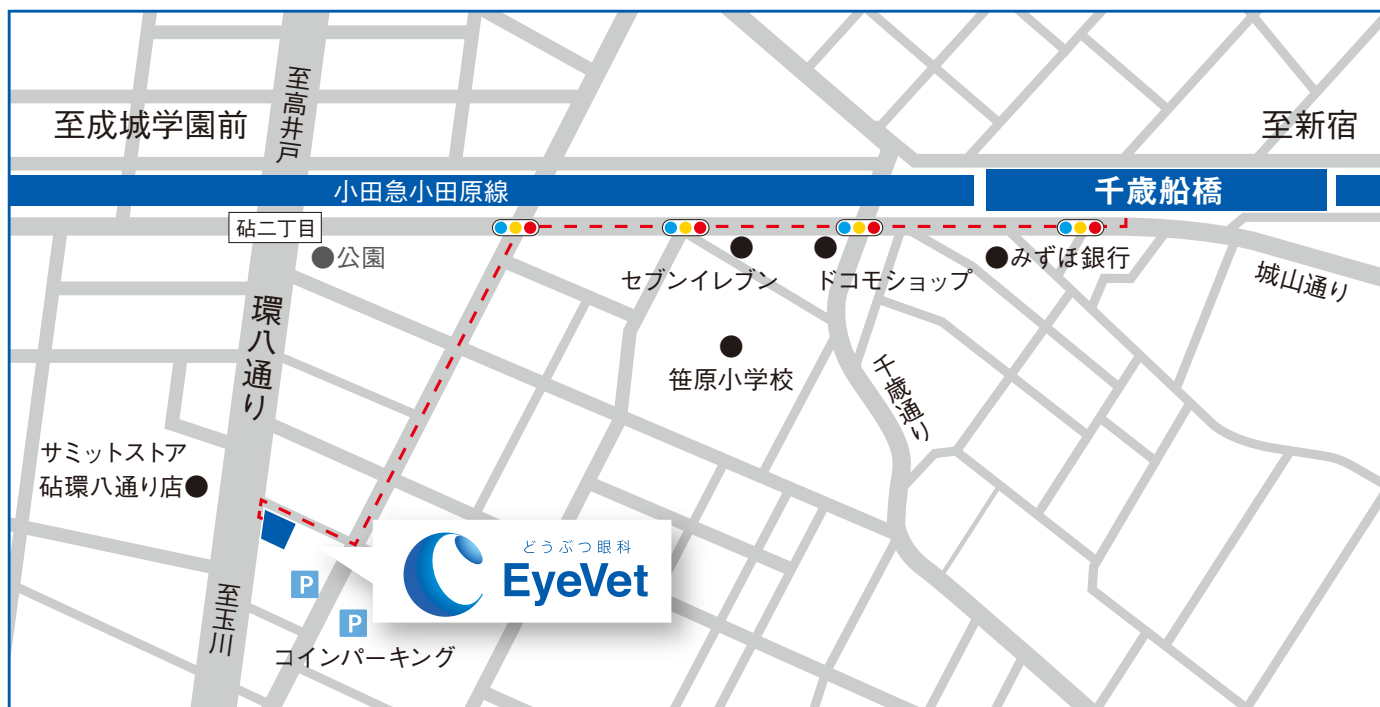 至高井戸
至成城学園前
至新宿
小田急小田原線
千歳船橋
砧二丁目
公園
セブンイレブン
ドコモショップ
みずほ銀行
城山通り
環八通り
笹原小学校
千歳通り
サミットストア
砧環八通り店
どうぶつ眼科
EyeVet
P
P
至玉川
コインパーキング